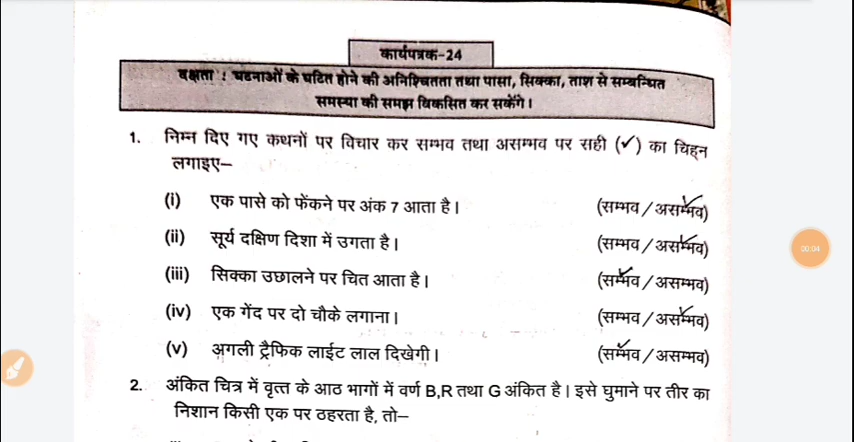 कार्यपत्रक-24
दक्षता : घटनाओं के घटित होने की अनिश्चितता तथा पासा, सिक्का, ताश से सम्बन्धित
समस्या की समझ विकसित कर सकेंगे।
1. निम्न दिए गए कथनों पर विचार कर सम्भव तथा असम्भव पर सही (✓) का चिह्न
लगाइए–
(i) एक पासे को फेंकने पर अंक 7 आता है। (सम्भव/असम्भव)
(ii) सूर्य दक्षिण दिशा में उगता है। (सम्भव/असम्भव)
(iii) सिक्का उछालने पर चित आता है। (सम्भव/असम्भव)
(iv) एक गेंद पर दो चौके लगाना। (सम्भव/असम्भव)
(v) अगली ट्रैफिक लाईट लाल दिखेगी। (सम्भव/असम्भव)
2. अंकित चित्र में वृत्त के आठ भागों में वर्ण B,R तथा G अंकित है। इसे घुमाने पर तीर का
निशान किसी एक पर ठहरता है, तो–
00:04